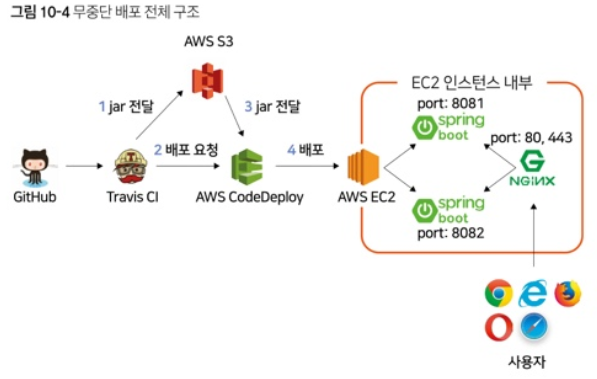 그림 10-4 무중단 배포 전체 구조
AWS S3
EC2 인스턴스 내부
1 jar 전달
3 jar 전달
port: 8081
spring
boot
port: 80, 443
2 배포 요청
4 배포
GitHub
Travis CI
AWS CodeDeploy
AWS EC2
NGINX
spring
boot
port: 8082
사용자